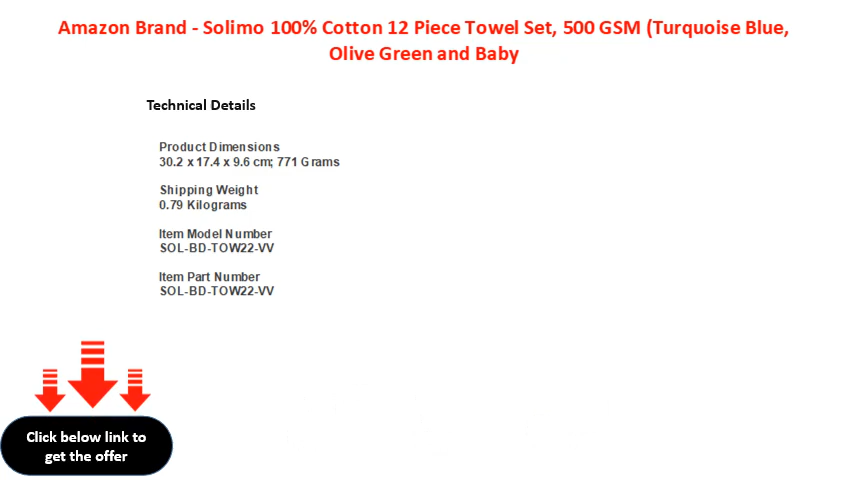 Amazon Brand - Solimo 100% Cotton 12 Piece Towel Set, 500 GSM (Turquoise Blue,
Olive Green and Baby
Technical Details
Product Dimensions
30.2 x 17.4 x 9.6 cm; 771 Grams
Shipping Weight
0.79 Kilograms
Item Model Number
SOL-BD-TOW22-VV
Item Part Number
SOL-BD-TOW22-VV
Click below link to
get the offer